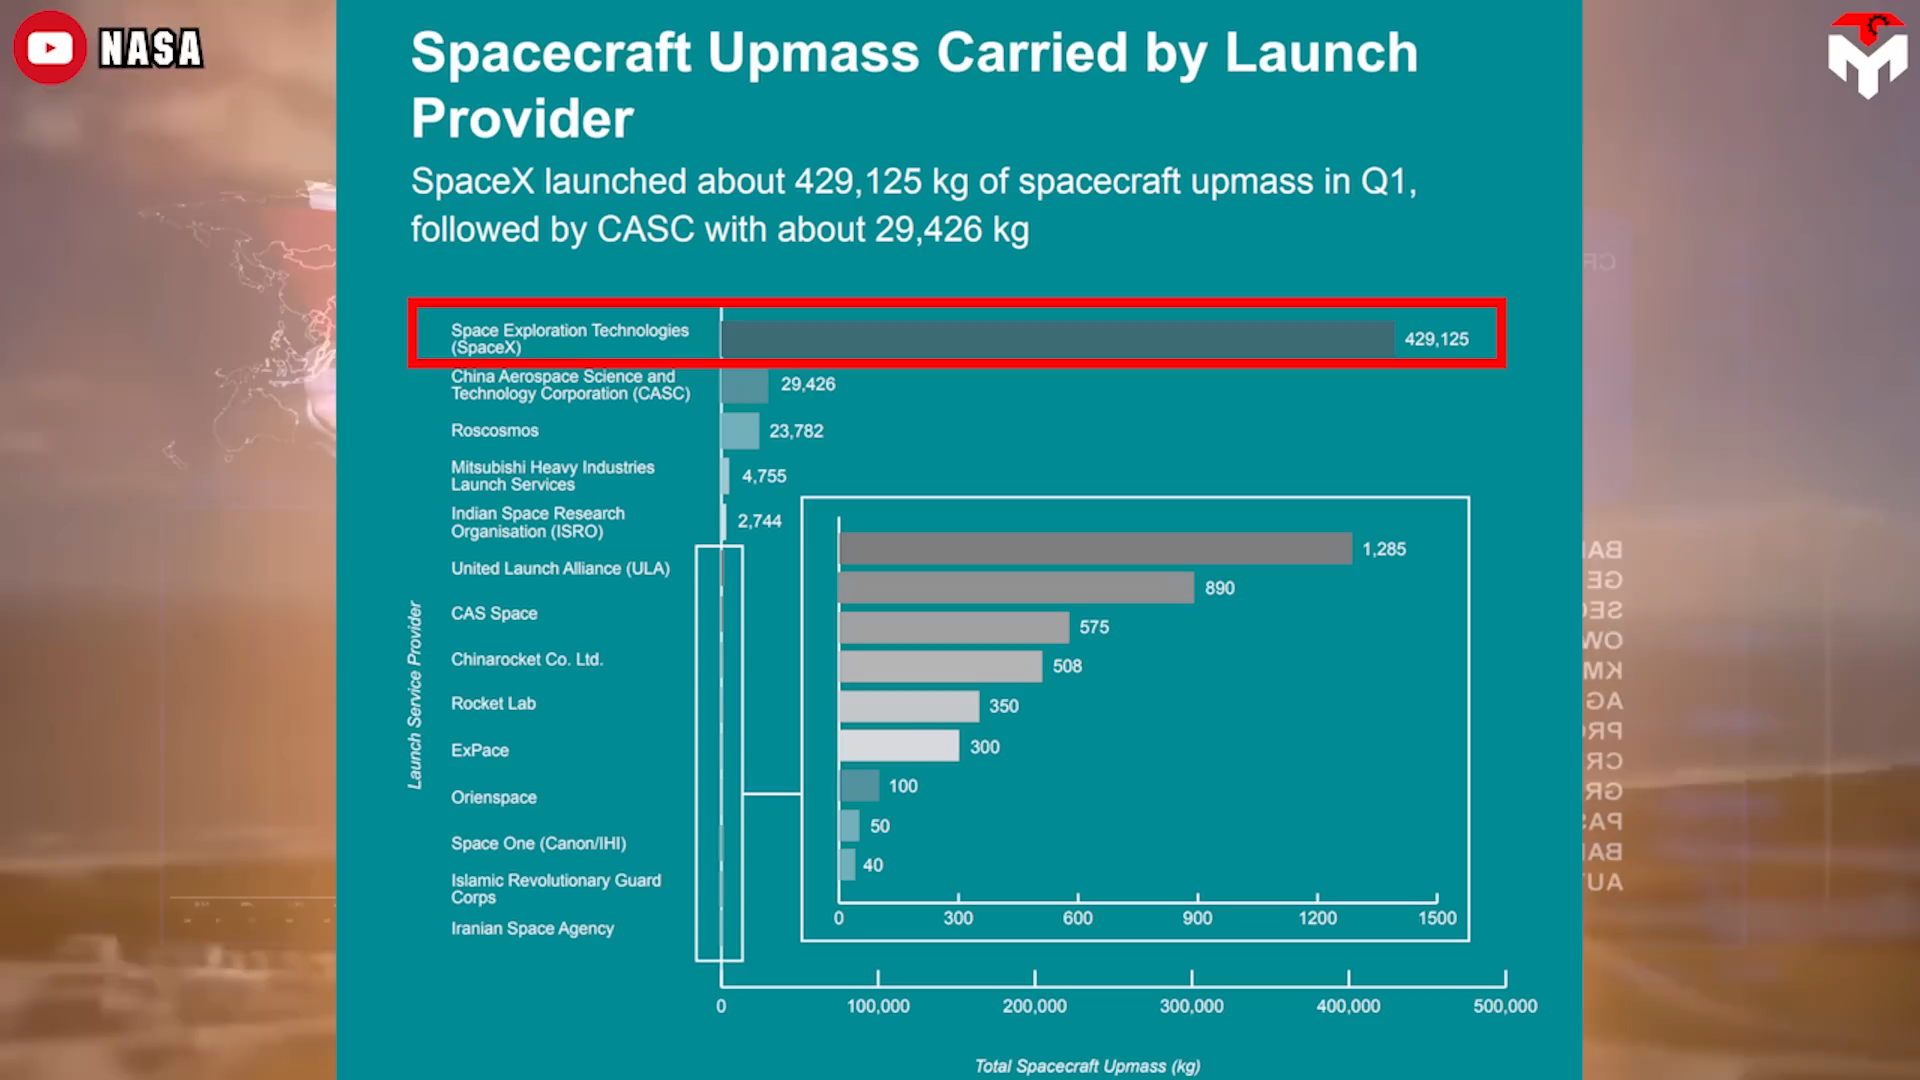 NASA
Spacecraft Upmass Carried by Launch
Provider
SpaceX launched about 429,125 kg of spacecraft upmass in Q1,
followed by CASC with about 29,426 kg
Space Exploration Technologies
(SpaceX)
429,125
China Aerospace Science and
Technology Corporation (CASC)
29,426
Roscosmos
23,782
Mitsubishi Heavy Industries
Launch Services
4,755
Indian Space Research
Organisation (ISRO)
2,744
United Launch Alliance (ULA)
CAS Space
Chinarocket Co. Ltd.
Rocket Lab
ExPace
Orienspace
Space One (Canon/IHI)
Islamic Revolutionary Guard
Corps
Iranian Space Agency
Launch Service Provider
1,285
890
575
508
350
300
100
50
40
0 300 600 900 1200 1500
0 100,000 200,000 300,000 400,000 500,000
Total Spacecraft Upmass (kg)